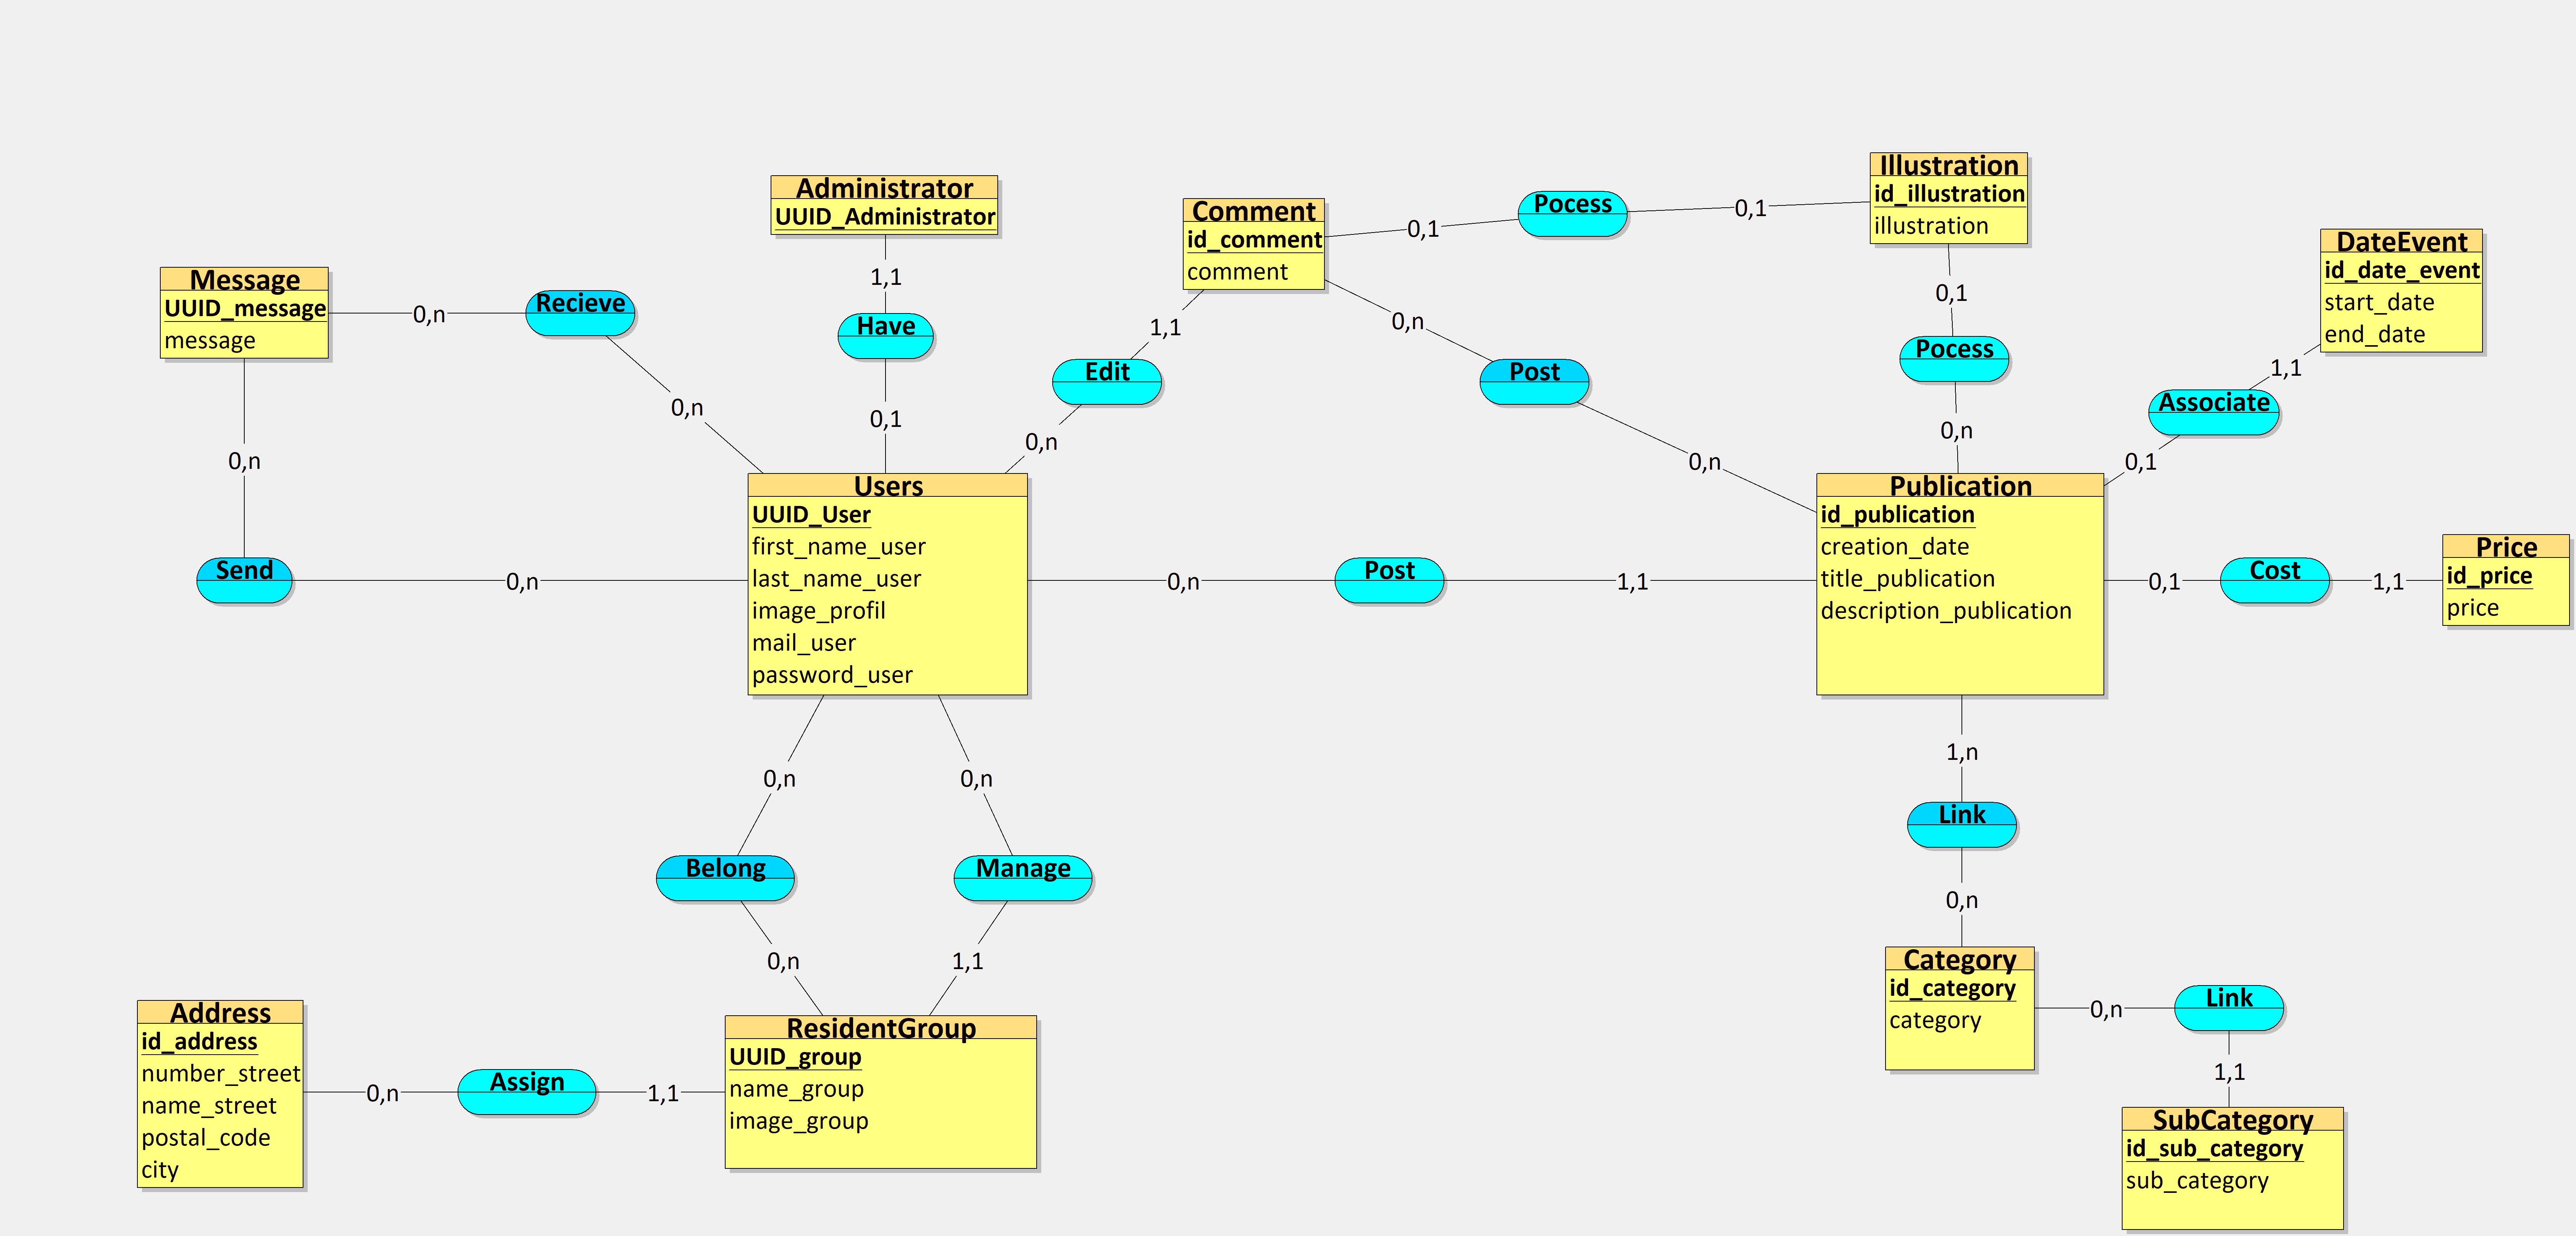 Illustration
id_illustration
illustration
Administrator
UUID_Administrator
Comment
id_comment
comment
Pocess
0,1
0,1
DateEvent
id_date_event
start_date
end_date
Message
UUID_message
message
0,n
Recieve
0,n
1,1
Have
0,1
1,1
Edit
0,n
0,n
Post
0,n
0,1
Pocess
0,n
1,1
Associate
0,1
0,n
Send
0,n
Users
UUID_User
first_name_user
last_name_user
image_profil
mail_user
password_user
0,n
Post
1,1
Publication
id_publication
creation_date
title_publication
description_publication
0,1
Cost
1,1
Price
id_price
price
0,n
Belong
0,n
0,n
Manage
1,1
1,n
Link
0,n
Category
id_category
category
0,n
Link
1,1
SubCategory
id_sub_category
sub_category
Address
id_address
number_street
name_street
postal_code
city
0,n
Assign
1,1
ResidentGroup
UUID_group
name_group
image_group